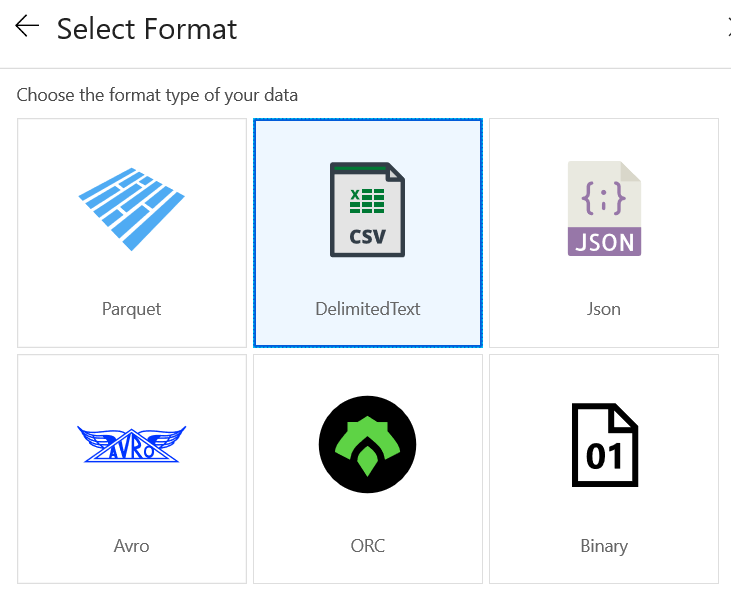 Select Format
Choose the format type of your data
X
CSV
{;}
JSON
Parquet
DelimitedText
Json
AVRO
01
Avro
ORC
Binary